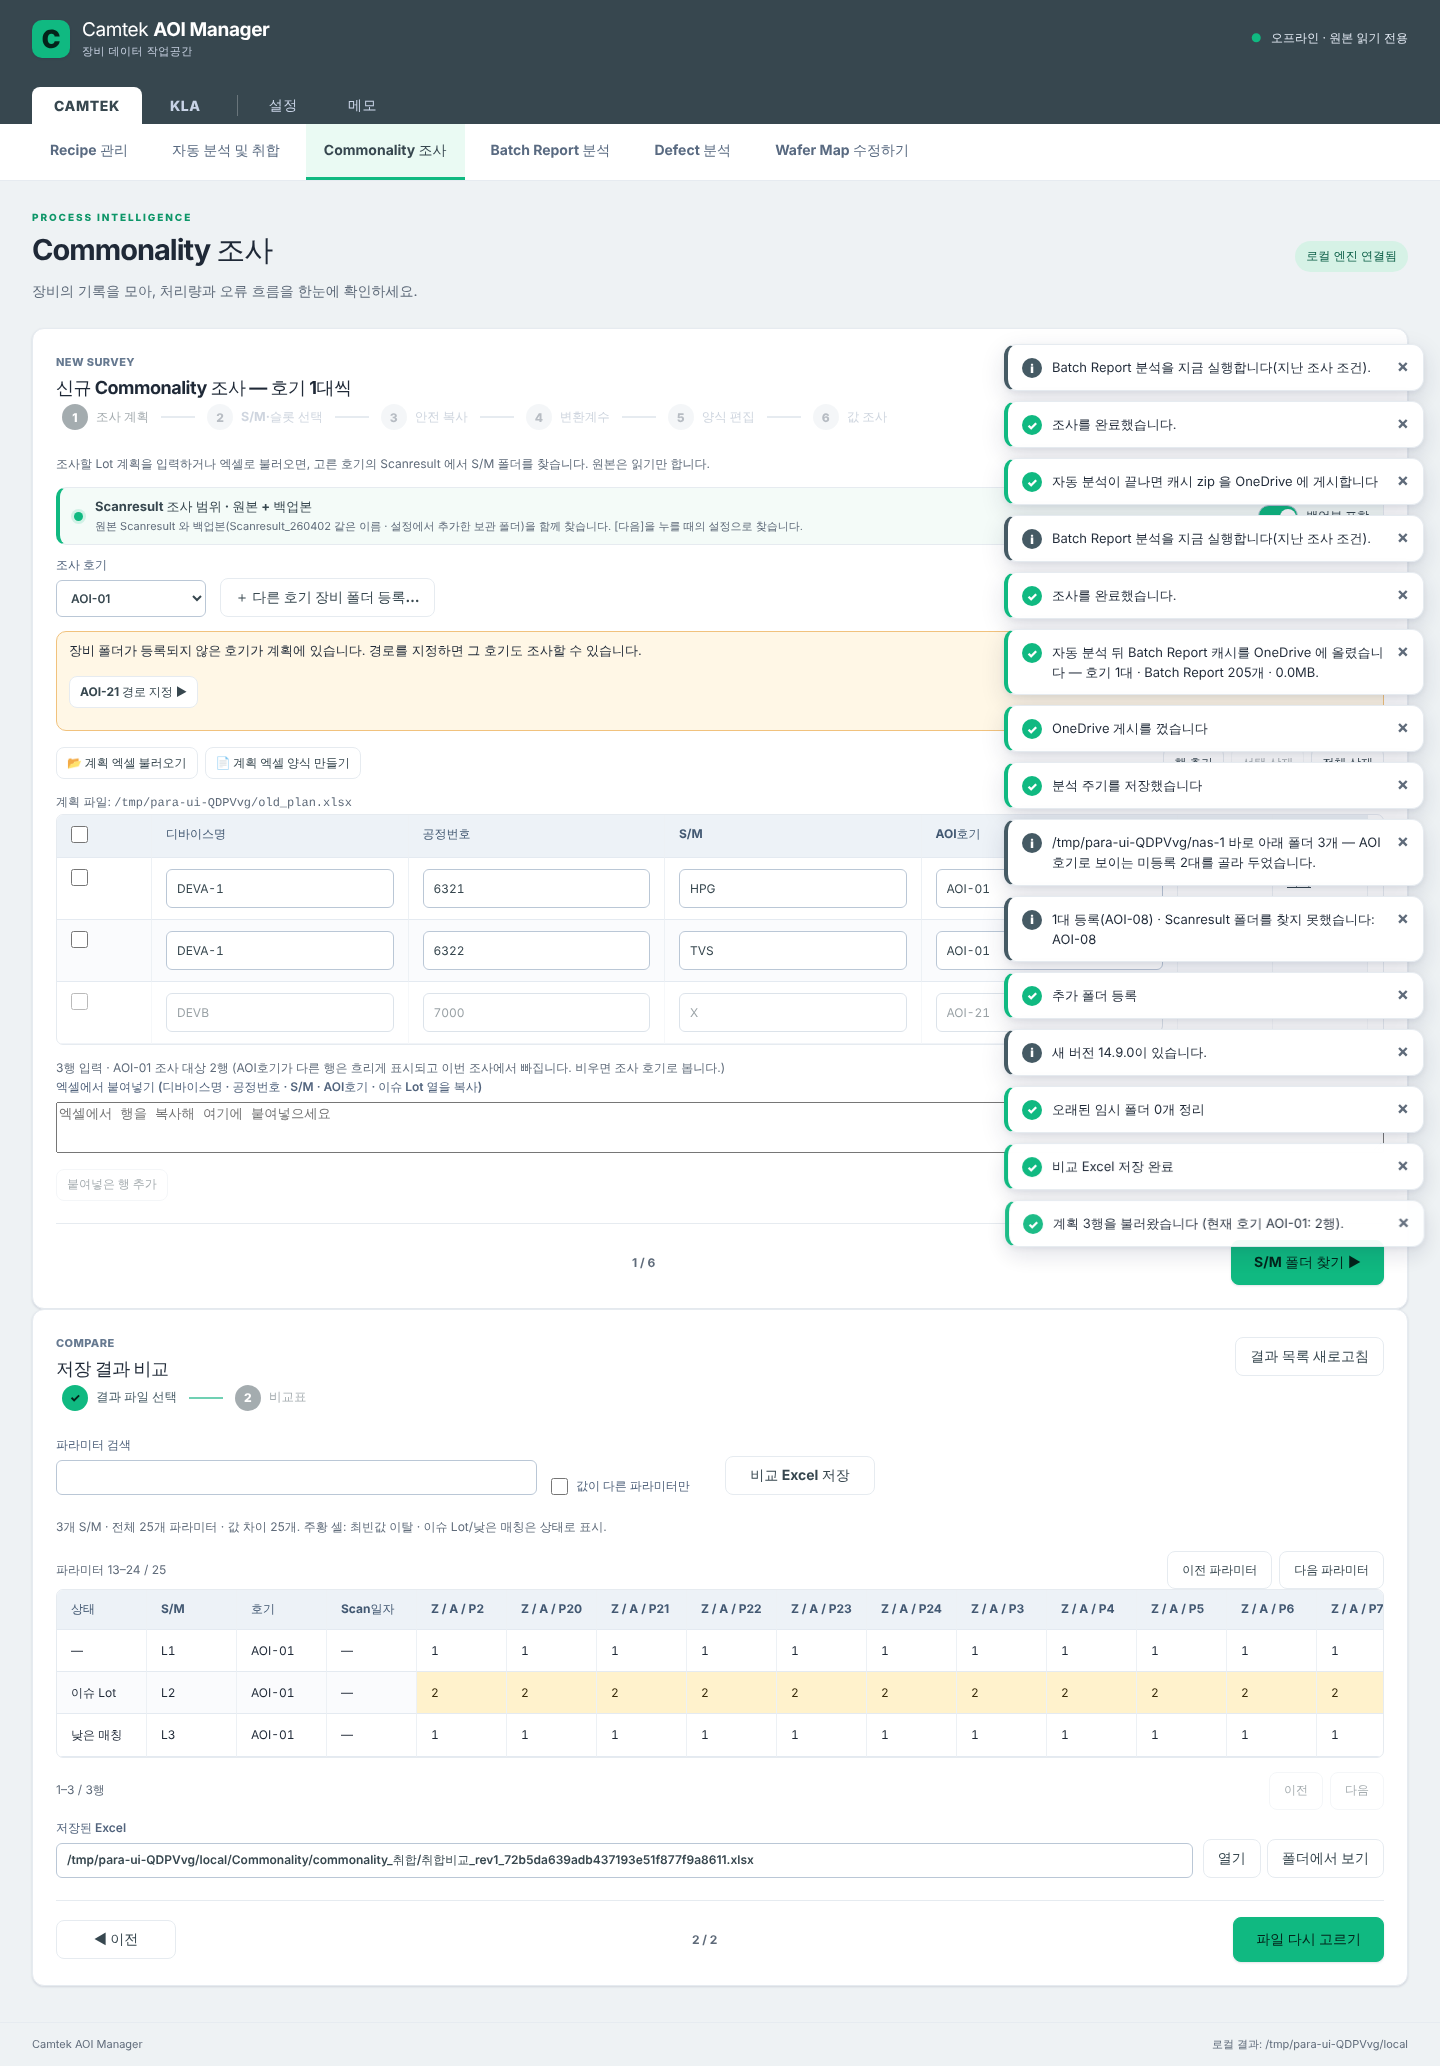 C
Camtek AOI Manager
장비 데이터 작업공간
오프라인 · 원본 읽기 전용
CAMTEK
KLA
설정
메모
Recipe 관리
자동 분석 및 취합
Commonality 조사
Batch Report 분석
Defect 분석
Wafer Map 수정하기
PROCESS INTELLIGENCE
Commonality 조사
로컬 엔진 연결됨
장비의 기록을 모아, 처리량과 오류 흐름을 한눈에 확인하세요.
NEW SURVEY
신규 Commonality 조사 — 호기 1대씩
1 조사 계획
2 S/M·슬롯 선택
3 안전 복사
4 변환계수
5 양식 편집
6 값 조사
조사할 Lot 계획을 입력하거나 엑셀로 불러오면, 고른 호기의 Scanresult 에서 S/M 폴더를 찾습니다. 원본은 읽기만 합니다.
Scanresult 조사 범위 · 원본 + 백업본
원본 Scanresult 와 백업본(Scanresult_260402 같은 이름 · 설정에서 추가한 보관 폴더)을 함께 찾습니다. [다음]을 누를 때의 설정으로 찾습니다.
조사 호기
AOI-01
+ 다른 호기 장비 폴더 등록...
장비 폴더가 등록되지 않은 호기가 계획에 있습니다. 경로를 지정하면 그 호기도 조사할 수 있습니다.
AOI-21 경로 지정 ▶
📂 계획 엑셀 불러오기
📄 계획 엑셀 양식 만들기
계획 파일: /tmp/para-ui-QDPVvg/old_plan.xlsx
디바이스명 공정번호 S/M AOI호기
DEVA-1 6321 HPG AOI-01
DEVA-1 6322 TVS AOI-01
DEVB 7000 X AOI-21
3행 입력 · AOI-01 조사 대상 2행 (AOI호기가 다른 행은 흐리게 표시되고 이번 조사에서 빠집니다. 비우면 조사 호기로 봅니다.)
엑셀에서 붙여넣기 (디바이스명 · 공정번호 · S/M · AOI호기 · 이슈 Lot 열을 복사)
엑셀에서 행을 복사해 여기에 붙여넣으세요
붙여넣은 행 추가
1 / 6
S/M 폴더 찾기 ▶
Batch Report 분석을 지금 실행합니다(지난 조사 조건). ×
조사를 완료했습니다. ×
자동 분석이 끝나면 캐시 zip 을 OneDrive 에 게시합니다 ×
Batch Report 분석을 지금 실행합니다(지난 조사 조건). ×
조사를 완료했습니다. ×
자동 분석 뒤 Batch Report 캐시를 OneDrive 에 올렸습니
다 — 호기 1대 · Batch Report 205개 · 0.0MB. ×
OneDrive 게시를 껐습니다 ×
분석 주기를 저장했습니다 ×
/tmp/para-ui-QDPVvg/nas-1 바로 아래 폴더 3개 — AOI
호기로 보이는 미등록 2대를 골라 두었습니다. ×
1대 등록(AOI-08) · Scanresult 폴더를 찾지 못했습니다:
AOI-08 ×
추가 폴더 등록 ×
새 버전 14.9.0이 있습니다. ×
오래된 임시 폴더 0개 정리 ×
비교 Excel 저장 완료 ×
계획 3행을 불러왔습니다 (현재 호기 AOI-01: 2행). ×
COMPARE
저장 결과 비교
결과 목록 새로고침
결과 파일 선택
2 비교표
파라미터 검색
값이 다른 파라미터만
비교 Excel 저장
3개 S/M · 전체 25개 파라미터 · 값 차이 25개. 주황 셀: 최빈값 이탈 · 이슈 Lot/낮은 매칭은 상태로 표시.
파라미터 13–24 / 25
이전 파라미터
다음 파라미터
상태 S/M 호기 Scan일자 Z / A / P2 Z / A / P20 Z / A / P21 Z / A / P22 Z / A / P23 Z / A / P24 Z / A / P3 Z / A / P4 Z / A / P5 Z / A / P6 Z / A / P7
— L1 AOI-01 — 1 1 1 1 1 1 1 1 1 1 1
이슈 Lot L2 AOI-01 — 2 2 2 2 2 2 2 2 2 2 2
낮은 매칭 L3 AOI-01 — 1 1 1 1 1 1 1 1 1 1 1
1–3 / 3행
이전
다음
저장된 Excel
/tmp/para-ui-QDPVvg/local/Commonality/commonality_취합/취합비교_rev1_72b5da639adb437193e51f877f9a8611.xlsx
열기
폴더에서 보기
◀ 이전
2 / 2
파일 다시 고르기
Camtek AOI Manager
로컬 결과: /tmp/para-ui-QDPVvg/local